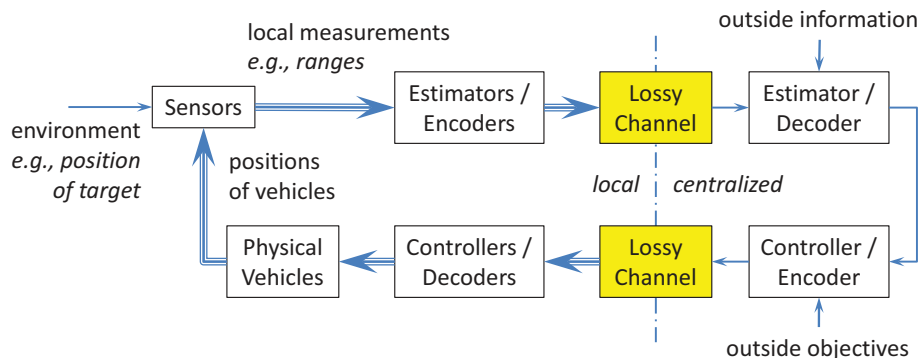 outside information
local measurements
e.g., ranges
Sensors
Estimators /
Encoders
Lossy
Channel
Estimator /
Decoder
environment
e.g., position
of target
positions
of vehicles
local
centralized
Physical
Vehicles
Controllers /
Decoders
Lossy
Channel
Controller /
Encoder
outside objectives